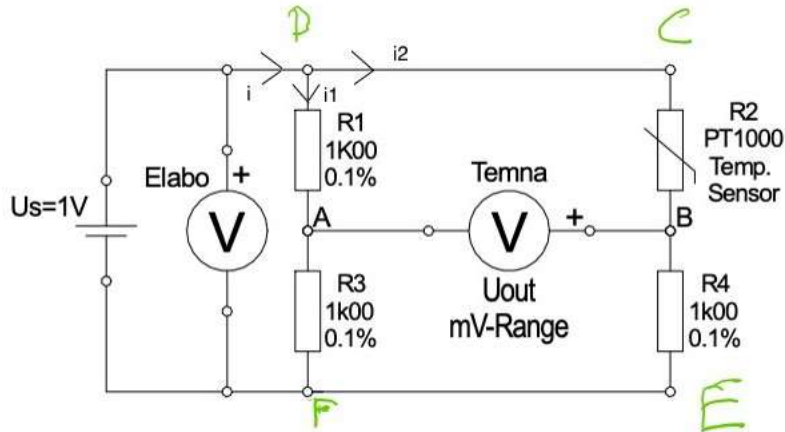 D
C
i
i1
i2
R1
1K00
0.1%
R2
PT1000
Temp.
Sensor
Us=1V
Elabo
+
V
A
Temna
V
+
B
Uout
mV-Range
R3
1k00
0.1%
R4
1k00
0.1%
F
E